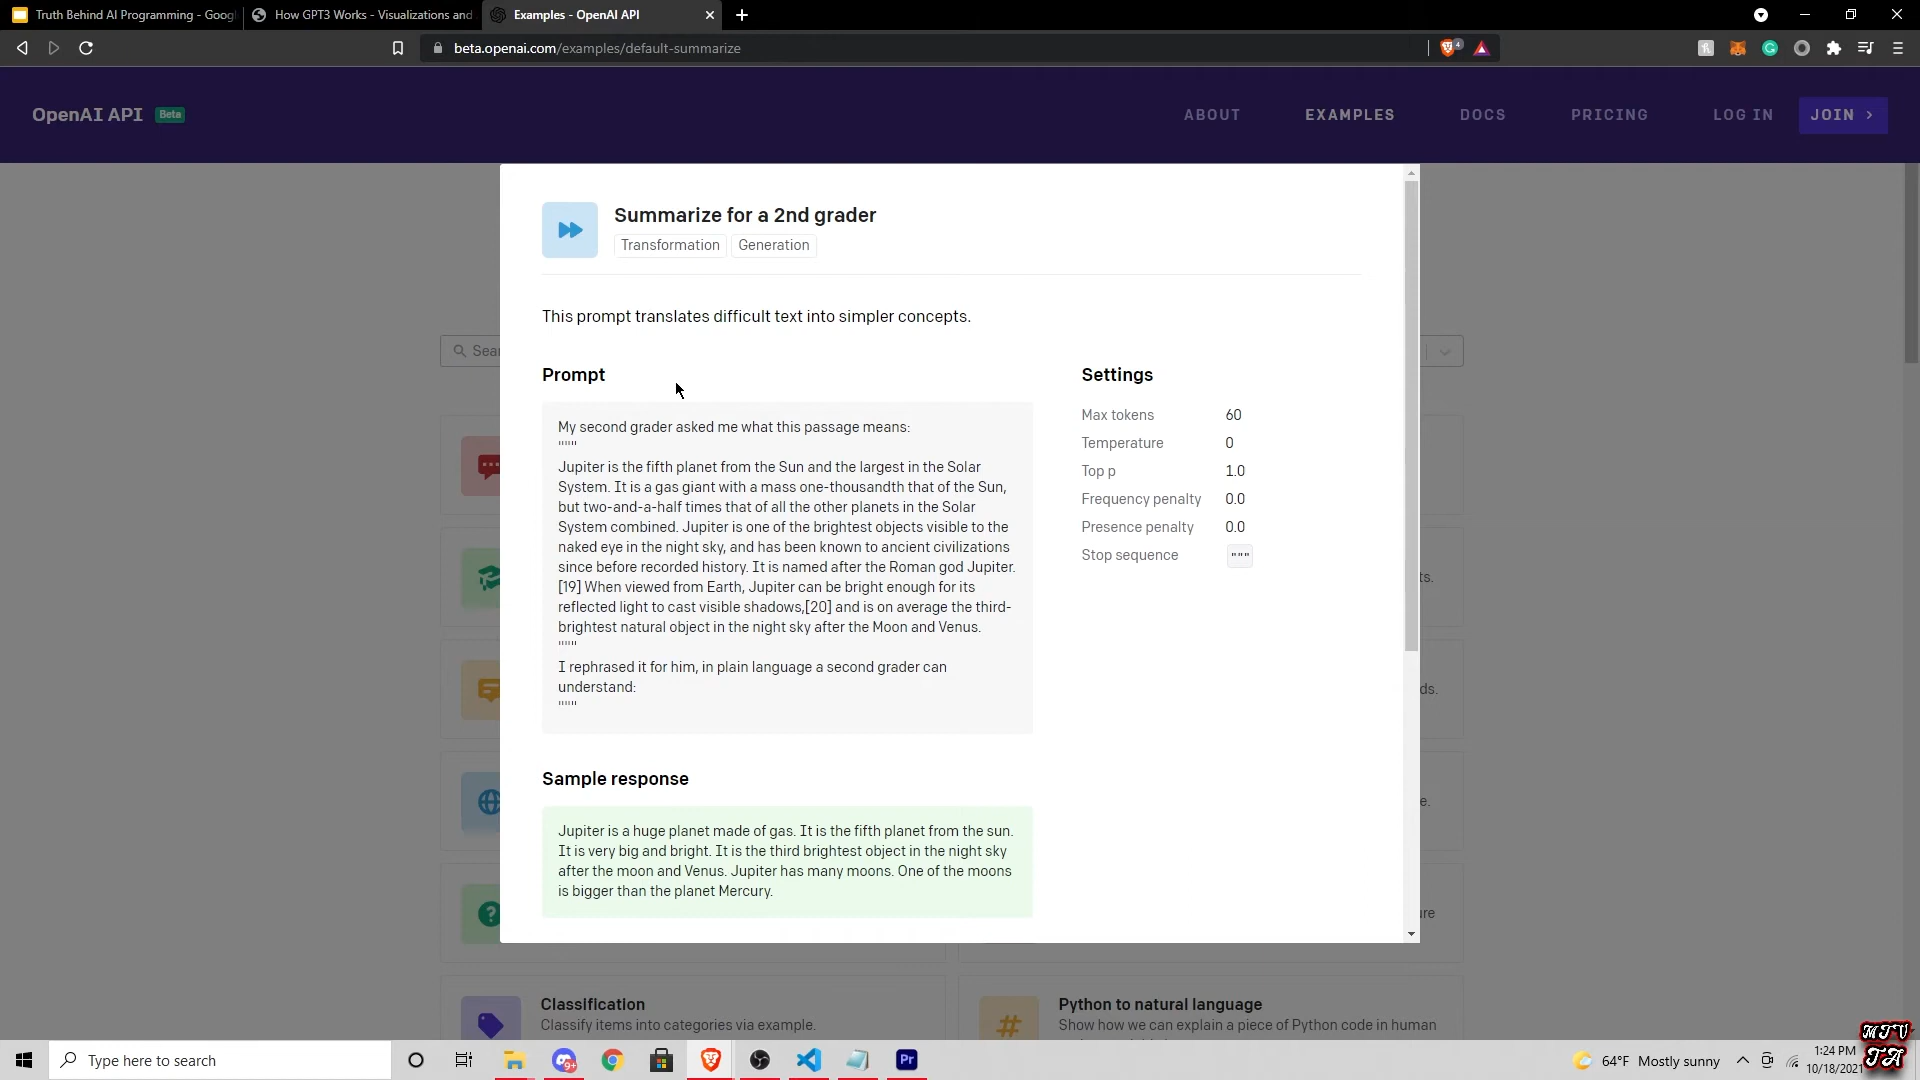 Truth Behind AI Programming - Goog
How GPT3 Works - Visualizations and
Examples - OpenAI API
beta.openai.com/examples/default-summarize
4
OpenAI API
Beta
ABOUT
EXAMPLES
DOCS
PRICING
LOG IN
JOIN >
Summarize for a 2nd grader
Transformation
Generation
This prompt translates difficult text into simpler concepts.
Sea
Prompt
My second grader asked me what this passage means:
"""
Jupiter is the fifth planet from the Sun and the largest in the Solar
System. It is a gas giant with a mass one-thousandth that of the Sun,
but two-and-a-half times that of all the other planets in the Solar
System combined. Jupiter is one of the brightest objects visible to the
naked eye in the night sky, and has been known to ancient civilizations
since before recorded history. It is named after the Roman god Jupiter.
[19] When viewed from Earth, Jupiter can be bright enough for its
reflected light to cast visible shadows,[20] and is on average the third-
brightest natural object in the night sky after the Moon and Venus.
"""
I rephrased it for him, in plain language a second grader can
understand:
"""
Settings
Max tokens 60
Temperature 0
Top p 1.0
Frequency penalty 0.0
Presence penalty 0.0
Stop sequence """
ts.
ds.
e.
ure
Sample response
Jupiter is a huge planet made of gas. It is the fifth planet from the sun.
It is very big and bright. It is the third brightest object in the night sky
after the moon and Venus. Jupiter has many moons. One of the moons
is bigger than the planet Mercury.
Classification
Classify items into categories via example.
Python to natural language
Show how we can explain a piece of Python code in human
Type here to search
Pr
64°F Mostly sunny
1:24 PM
10/18/2021
MTV
TA